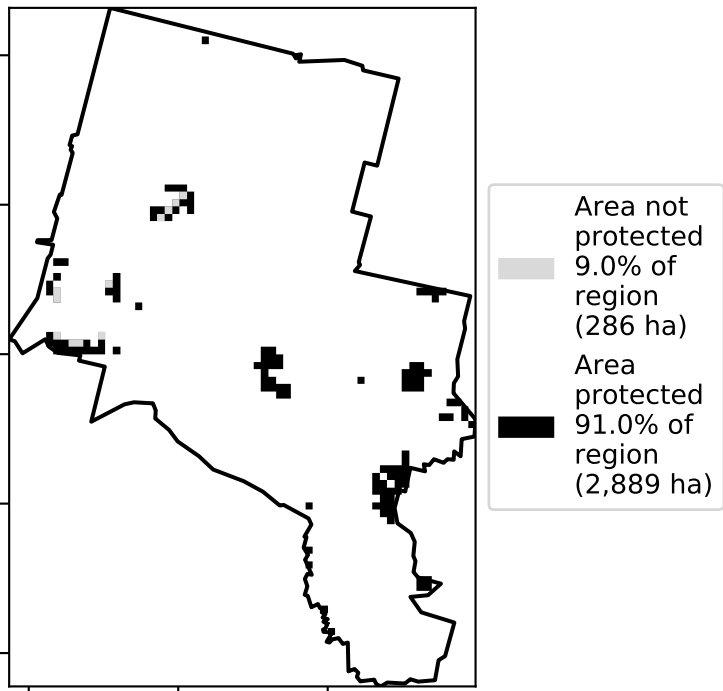 Area not
protected
9.0% of
region
(286 ha)
Area
protected
91.0% of
region
(2,889 ha)